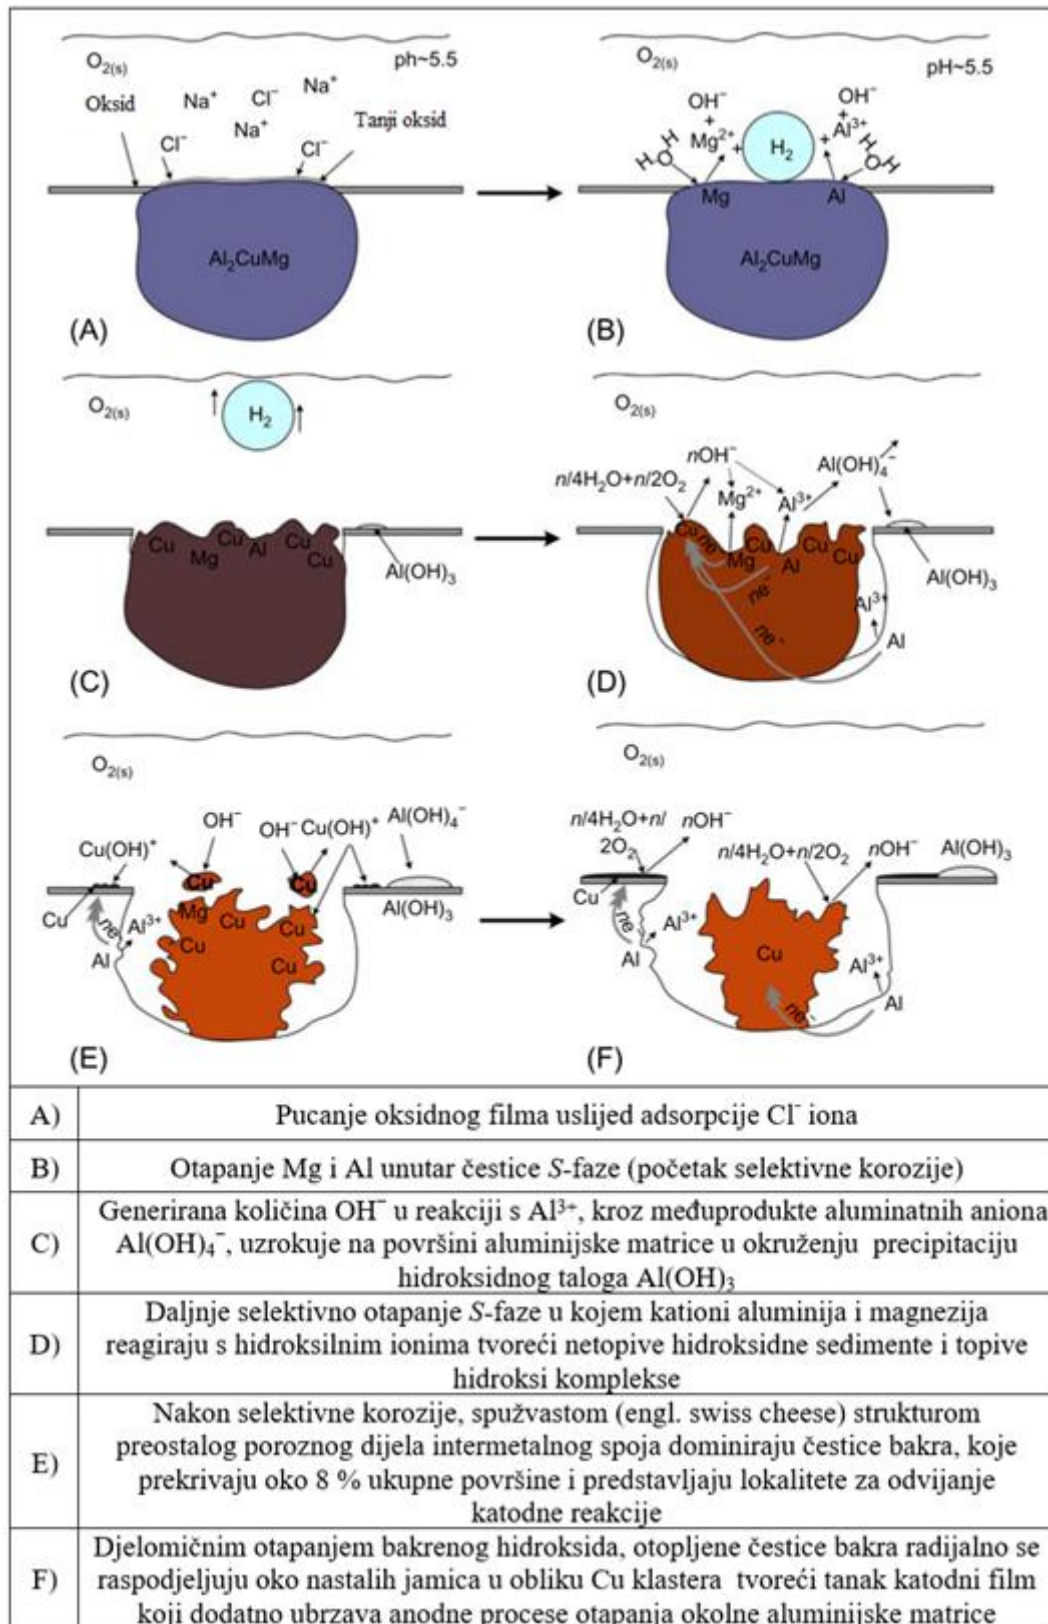 O2(s) ph~5.5
Oksid Na⁺ Cl⁻ Na⁺
Na⁺ Tanji oksid
Cl⁻ Cl⁻
Al₂CuMg
(A)
O2(s) pH~5.5
OH⁻ OH⁻
+ +
Mg²⁺ + H₂ + Al³⁺
H O H H O H
Mg Al
Al₂CuMg
(B)
O2(s) H₂
Cu Mg Cu Al Cu Cu
Al(OH)₃
(C)
O2(s)
nOH⁻ Al(OH)₄⁻
n/4H₂O+n/2O₂ Mg²⁺ Al³⁺
Cu ne⁻ Mg Cu Al Cu Cu
ne⁻ Al(OH)₃
ne⁻ Al³⁺ Al
(D)
O2(s)
OH⁻ OH⁻ Cu(OH)⁺ Al(OH)₄⁻
Cu(OH)⁺
Cu Cu
Cu Mg Cu Cu Al(OH)₃
ne⁻ Al³⁺ Cu Cu
Al
(E)
O2(s)
n/4H₂O+n/ nOH⁻
2O₂ n/4H₂O+n/2O₂ nOH⁻ Al(OH)₃
Cu
ne⁻ Al³⁺ Cu Al³⁺
Al ne⁻ Al
(F)
A) Pucanje oksidnog filma uslijed adsorpcije Cl⁻ iona
B) Otapanje Mg i Al unutar čestice S-faze (početak selektivne korozije)
C) Generirana količina OH⁻ u reakciji s Al³⁺, kroz međuprodukte aluminatnih aniona
Al(OH)₄⁻, uzrokuje na površini aluminijske matrice u okruženju precipitaciju
hidroksidnog taloga Al(OH)₃
D) Daljnje selektivno otapanje S-faze u kojem kationi aluminija i magnezija
reagiraju s hidroksilnim ionima tvoreći netopive hidroksidne sedimente i topive
hidroksi komplekse
E) Nakon selektivne korozije, spužvastom (engl. swiss cheese) strukturom
preostalog poroznog dijela intermetalnog spoja dominiraju čestice bakra, koje
prekrivaju oko 8 % ukupne površine i predstavljaju lokalitete za odvijanje
katodne reakcije
F) Djelomičnim otapanjem bakrenog hidroksida, otopljene čestice bakra radijalno se
raspodjeljuju oko nastalih jamica u obliku Cu klastera tvoreći tanak katodni film
koji dodatno ubrzava anodne procese otapanja okolne aluminijske matrice